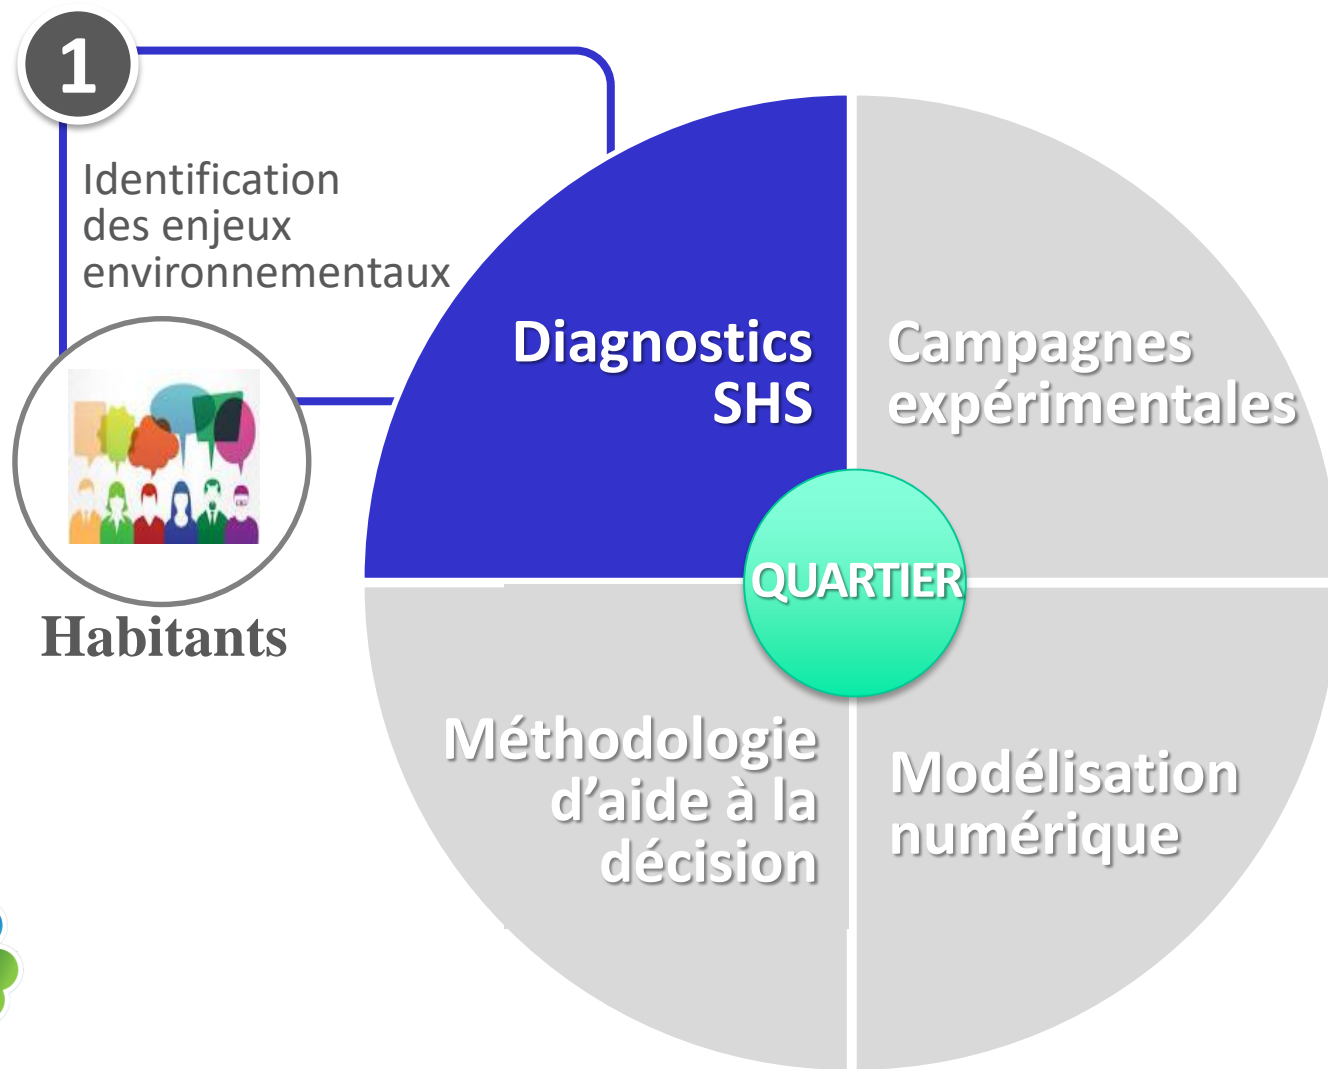 1
Identification
des enjeux
environnementaux
Habitants
Diagnostics
SHS
Campagnes
expérimentales
QUARTIER
Méthodologie
d’aide à la
décision
Modélisation
numérique